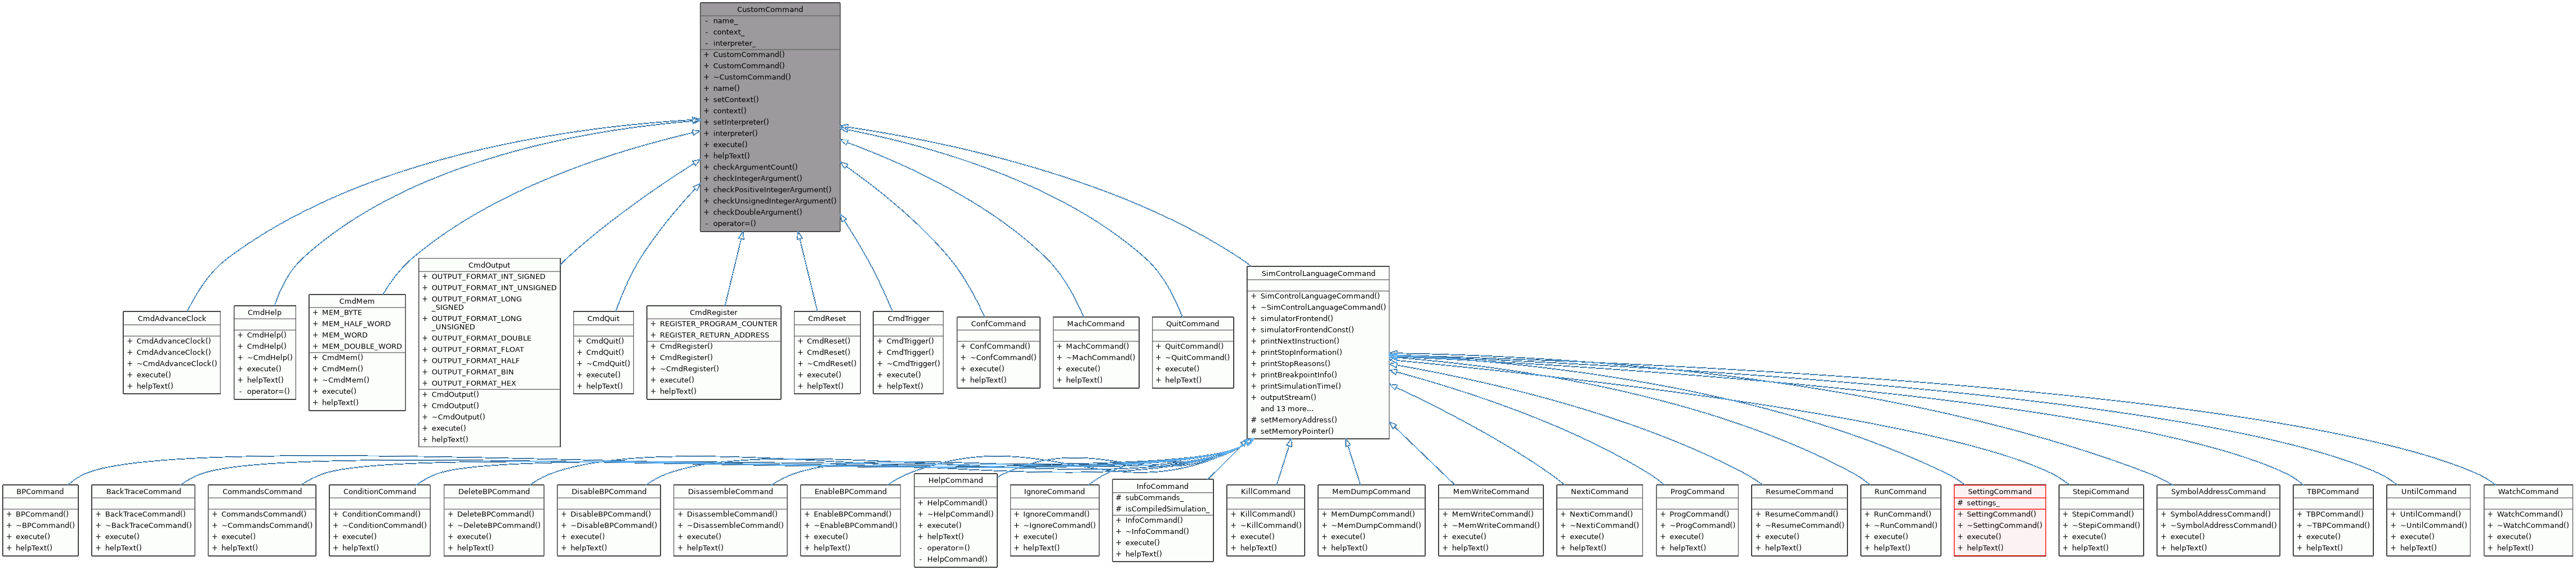 CustomCommand
- name_
- context_
- interpreter_
+ CustomCommand()
+ CustomCommand()
+ ~CustomCommand()
+ name()
+ setContext()
+ context()
+ setInterpreter()
+ interpreter()
+ execute()
+ helpText()
+ checkArgumentCount()
+ checkIntegerArgument()
+ checkPositiveIntegerArgument()
+ checkUnsignedIntegerArgument()
+ checkDoubleArgument()
- operator=()
CmdAdvanceClock
+ CmdAdvanceClock()
+ CmdAdvanceClock()
+ ~CmdAdvanceClock()
+ execute()
+ helpText()
CmdHelp
+ CmdHelp()
+ CmdHelp()
+ ~CmdHelp()
+ execute()
+ helpText()
- operator=()
CmdMem
+ MEM_BYTE
+ MEM_HALF_WORD
+ MEM_WORD
+ MEM_DOUBLE_WORD
+ CmdMem()
+ CmdMem()
+ ~CmdMem()
+ execute()
+ helpText()
CmdOutput
+ OUTPUT_FORMAT_INT_SIGNED
+ OUTPUT_FORMAT_INT_UNSIGNED
+ OUTPUT_FORMAT_LONG
_SIGNED
+ OUTPUT_FORMAT_LONG
_UNSIGNED
+ OUTPUT_FORMAT_DOUBLE
+ OUTPUT_FORMAT_FLOAT
+ OUTPUT_FORMAT_HALF
+ OUTPUT_FORMAT_BIN
+ OUTPUT_FORMAT_HEX
+ CmdOutput()
+ CmdOutput()
+ ~CmdOutput()
+ execute()
+ helpText()
CmdQuit
+ CmdQuit()
+ CmdQuit()
+ ~CmdQuit()
+ execute()
+ helpText()
CmdRegister
+ REGISTER_PROGRAM_COUNTER
+ REGISTER_RETURN_ADDRESS
+ CmdRegister()
+ CmdRegister()
+ ~CmdRegister()
+ execute()
+ helpText()
CmdReset
+ CmdReset()
+ CmdReset()
+ ~CmdReset()
+ execute()
+ helpText()
CmdTrigger
+ CmdTrigger()
+ CmdTrigger()
+ ~CmdTrigger()
+ execute()
+ helpText()
ConfCommand
+ ConfCommand()
+ ~ConfCommand()
+ execute()
+ helpText()
MachCommand
+ MachCommand()
+ ~MachCommand()
+ execute()
+ helpText()
QuitCommand
+ QuitCommand()
+ ~QuitCommand()
+ execute()
+ helpText()
SimControlLanguageCommand
+ SimControlLanguageCommand()
+ ~SimControlLanguageCommand()
+ simulatorFrontend()
+ simulatorFrontendConst()
+ printNextInstruction()
+ printStopInformation()
+ printStopReasons()
+ printBreakpointInfo()
+ printSimulationTime()
+ outputStream()
and 13 more...
# setMemoryAddress()
# setMemoryPointer()
BPCommand
+ BPCommand()
+ ~BPCommand()
+ execute()
+ helpText()
BackTraceCommand
+ BackTraceCommand()
+ ~BackTraceCommand()
+ execute()
+ helpText()
CommandsCommand
+ CommandsCommand()
+ ~CommandsCommand()
+ execute()
+ helpText()
ConditionCommand
+ ConditionCommand()
+ ~ConditionCommand()
+ execute()
+ helpText()
DeleteBPCommand
+ DeleteBPCommand()
+ ~DeleteBPCommand()
+ execute()
+ helpText()
DisableBPCommand
+ DisableBPCommand()
+ ~DisableBPCommand()
+ execute()
+ helpText()
DisassembleCommand
+ DisassembleCommand()
+ ~DisassembleCommand()
+ execute()
+ helpText()
EnableBPCommand
+ EnableBPCommand()
+ ~EnableBPCommand()
+ execute()
+ helpText()
HelpCommand
+ HelpCommand()
+ ~HelpCommand()
+ execute()
+ helpText()
- operator=()
- HelpCommand()
IgnoreCommand
+ IgnoreCommand()
+ ~IgnoreCommand()
+ execute()
+ helpText()
InfoCommand
# subCommands_
# isCompiledSimulation_
+ InfoCommand()
+ ~InfoCommand()
+ execute()
+ helpText()
KillCommand
+ KillCommand()
+ ~KillCommand()
+ execute()
+ helpText()
MemDumpCommand
+ MemDumpCommand()
+ ~MemDumpCommand()
+ execute()
+ helpText()
MemWriteCommand
+ MemWriteCommand()
+ ~MemWriteCommand()
+ execute()
+ helpText()
NextiCommand
+ NextiCommand()
+ ~NextiCommand()
+ execute()
+ helpText()
ProgCommand
+ ProgCommand()
+ ~ProgCommand()
+ execute()
+ helpText()
ResumeCommand
+ ResumeCommand()
+ ~ResumeCommand()
+ execute()
+ helpText()
RunCommand
+ RunCommand()
+ ~RunCommand()
+ execute()
+ helpText()
SettingCommand
# settings_
+ SettingCommand()
+ ~SettingCommand()
+ execute()
+ helpText()
StepiCommand
+ StepiCommand()
+ ~StepiCommand()
+ execute()
+ helpText()
SymbolAddressCommand
+ SymbolAddressCommand()
+ ~SymbolAddressCommand()
+ execute()
+ helpText()
TBPCommand
+ TBPCommand()
+ ~TBPCommand()
+ execute()
+ helpText()
UntilCommand
+ UntilCommand()
+ ~UntilCommand()
+ execute()
+ helpText()
WatchCommand
+ WatchCommand()
+ ~WatchCommand()
+ execute()
+ helpText()